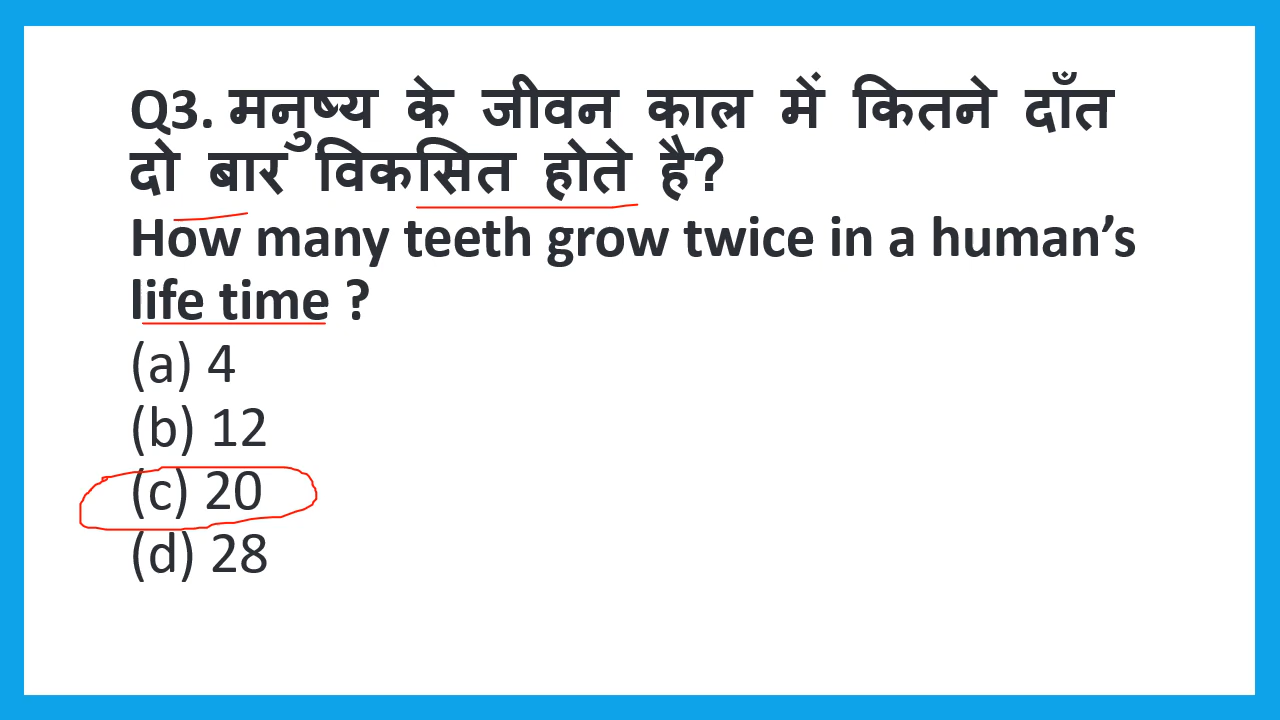 Q3. मनुष्य के जीवन काल में कितने दाँत
दो बार विकसित होते है?
How many teeth grow twice in a human’s
life time ?
(a) 4
(b) 12
(c) 20
(d) 28